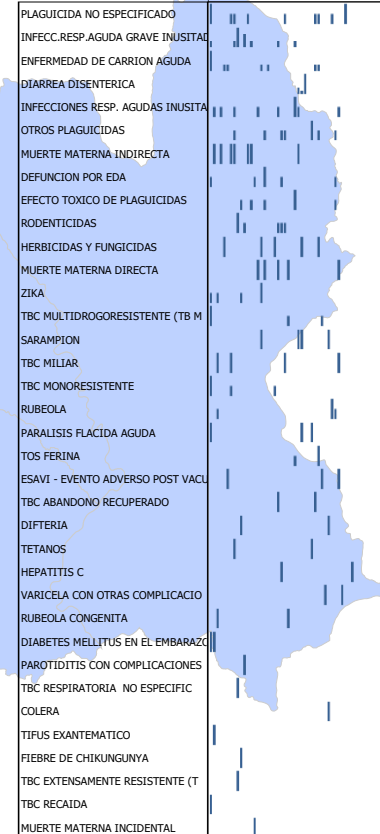 PLAGUICIDA NO ESPECIFICADO
INFECC.RESP.AGUDA GRAVE INUSITAD
ENFERMEDAD DE CARRION AGUDA
DIARREA DISENTERICA
INFECCIONES RESP. AGUDAS INUSITA
OTROS PLAGUICIDAS
MUERTE MATERNA INDIRECTA
DEFUNCION POR EDA
EFECTO TOXICO DE PLAGUICIDAS
RODENTICIDAS
HERBICIDAS Y FUNGICIDAS
MUERTE MATERNA DIRECTA
ZIKA
TBC MULTIDROGORESISTENTE (TB M
SARAMPION
TBC MILIAR
TBC MONORESISTENTE
RUBEOLA
PARALISIS FLACIDA AGUDA
TOS FERINA
ESAVI - EVENTO ADVERSO POST VACU
TBC ABANDONO RECUPERADO
DIFTERIA
TETANOS
HEPATITIS C
VARICELA CON OTRAS COMPLICACIO
RUBEOLA CONGENITA
DIABETES MELLITUS EN EL EMBARAZO
PAROTIDITIS CON COMPLICACIONES
TBC RESPIRATORIA  NO ESPECIFIC
COLERA
TIFUS EXANTEMATICO
FIEBRE DE CHIKUNGUNYA
TBC EXTENSAMENTE RESISTENTE (T
TBC RECAIDA
MUERTE MATERNA INCIDENTAL